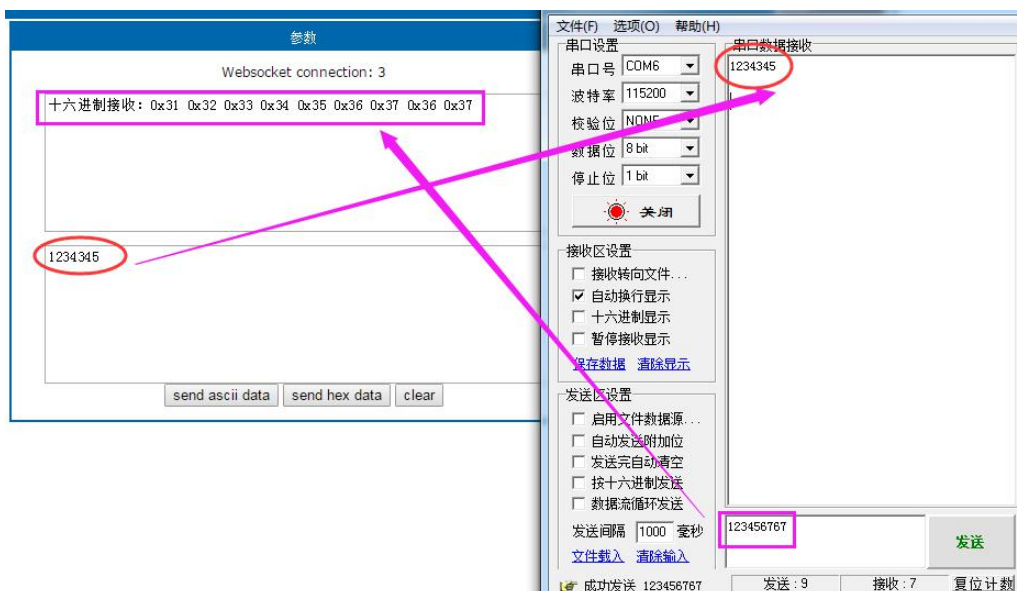 参数
Websocket connection: 3
十六进制接收: 0x31 0x32 0x33 0x34 0x35 0x36 0x37 0x36 0x37
1234345
send ascii data
send hex data
clear
文件(F) 选项(O) 帮助(H)
串口设置
串口号 COM6
波特率 115200
校验位 NONE
数据位 8 bit
停止位 1 bit
关闭
接收区设置
接收转向文件...
自动换行显示
十六进制显示
暂停接收显示
保存数据 清除显示
发送区设置
启用文件数据源...
自动发送附加位
发送完自动清空
按十六进制发送
数据流循环发送
发送间隔 1000 毫秒
文件载入 清除输入
串口数据接收
1234345
123456767
发送
成功发送 123456767
发送:9
接收:7
复位计数